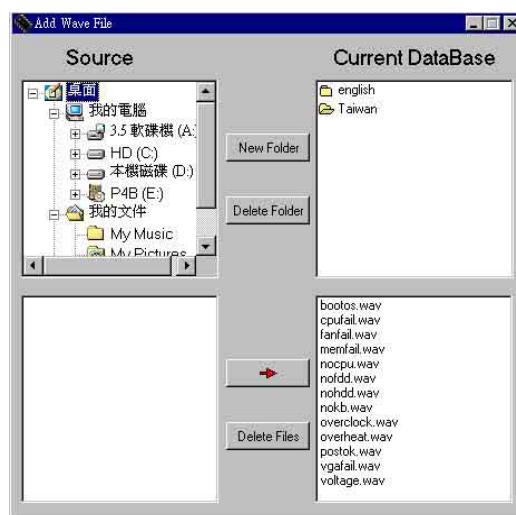 Add Wave File
Source
Current DataBase
桌面
我的電腦
3.5 軟碟機 (A:
HD (C:)
本機磁碟 (D:)
P4B (E:)
我的文件
My Music
My Pictures
New Folder
Delete Folder
english
Taiwan
Delete Files
bootos.wav
cpufail.wav
fanfail.wav
memfail.wav
nocpu.wav
nofdd.wav
nohdd.wav
nokb.wav
overclock.wav
overheat.wav
postok.wav
vgafail.wav
voltage.wav